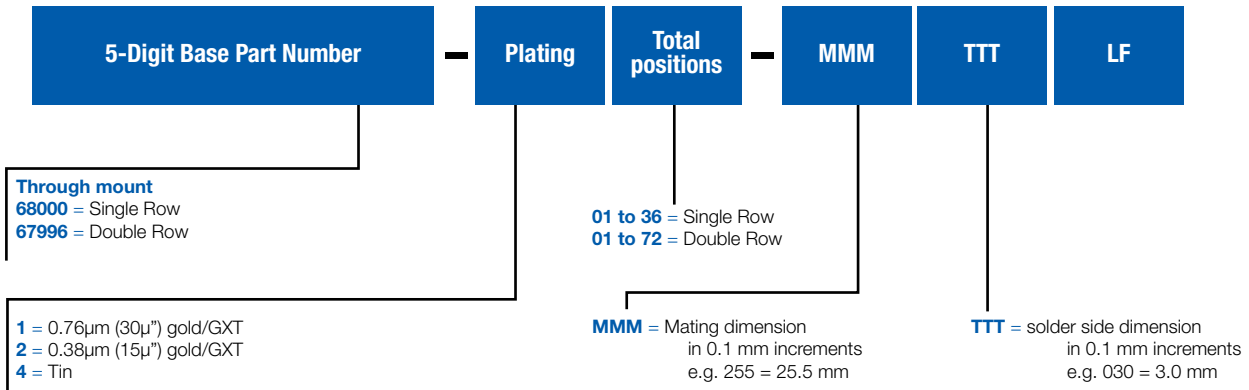 5-Digit Base Part Number
Plating
Total
positions
MMM
TTT
LF
Through mount
68000 = Single Row
67996 = Double Row
01 to 36 = Single Row
01 to 72 = Double Row
1 = 0.76µm (30µ”) gold/GXT
2 = 0.38µm (15µ”) gold/GXT
4 = Tin
MMM = Mating dimension
in 0.1 mm increments
e.g. 255 = 25.5 mm
TTT = solder side dimension
in 0.1 mm increments
e.g. 030 = 3.0 mm